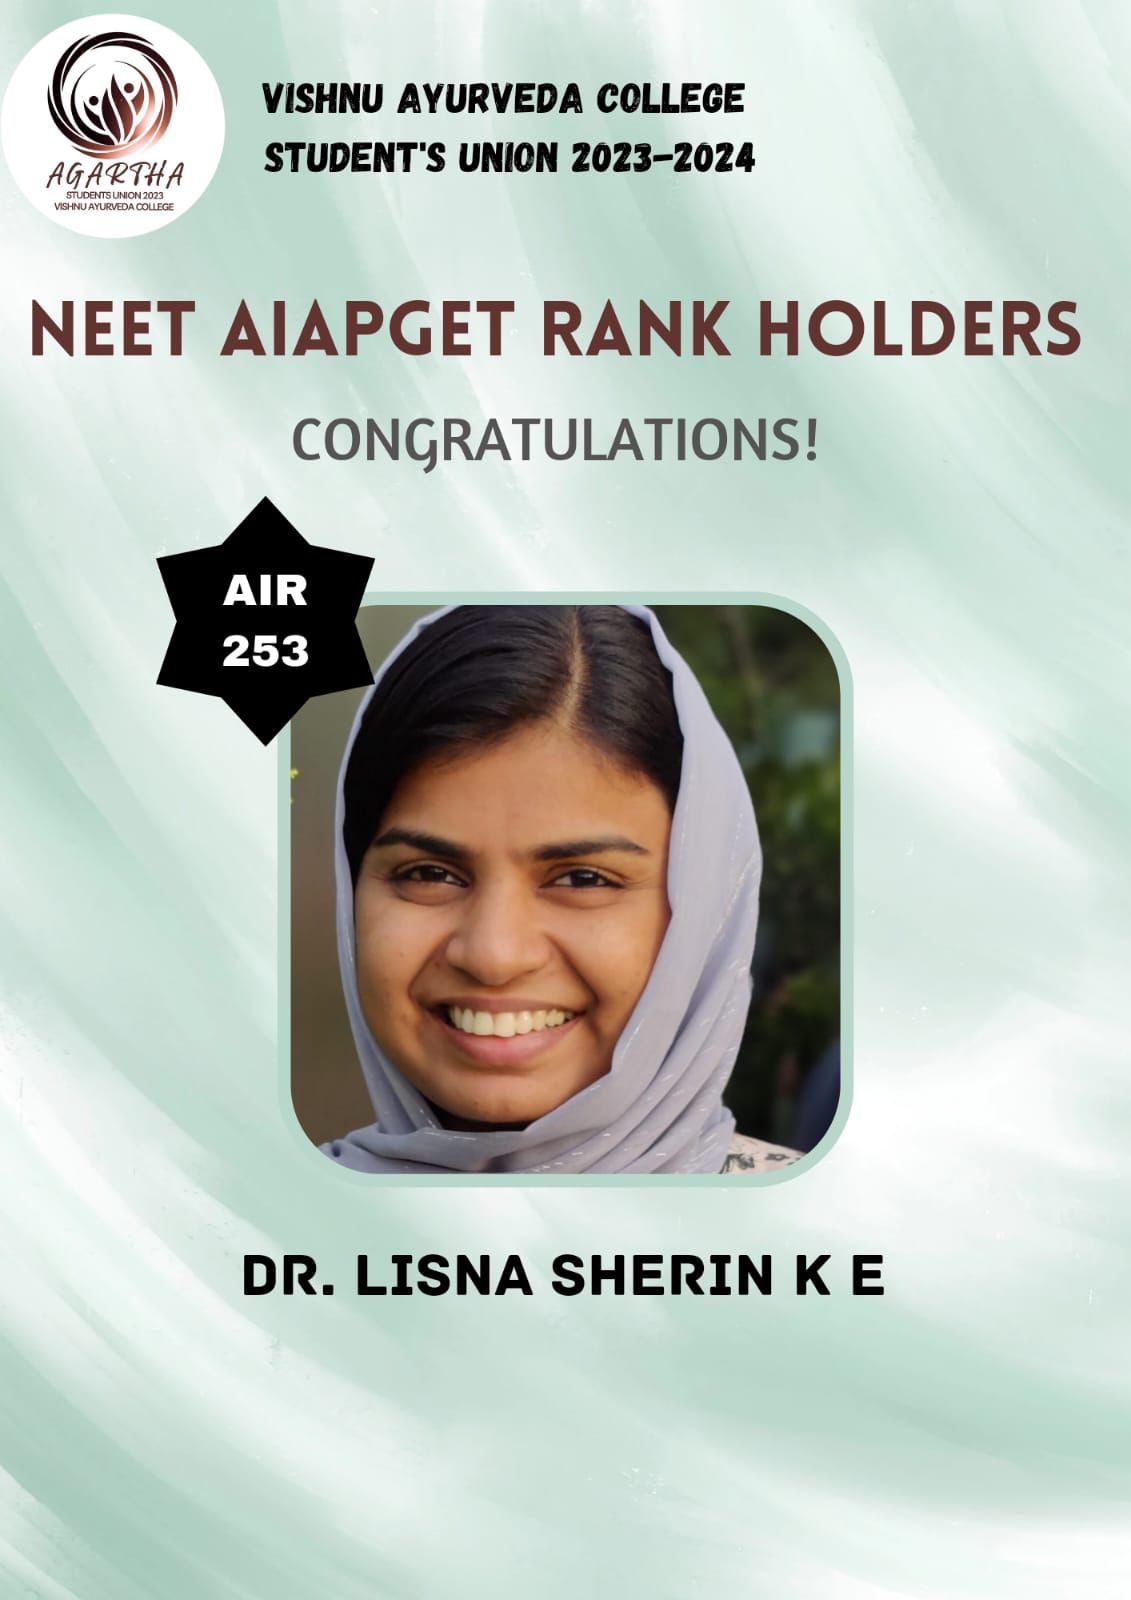 AGARTHA
STUDENTS UNION 2023
VISHNU AYURVEDA COLLEGE
VISHNU AYURVEDA COLLEGE
STUDENT'S UNION 2023-2024
NEET AIAPGET RANK HOLDERS
CONGRATULATIONS!
AIR
253
DR. LISNA SHERIN K E